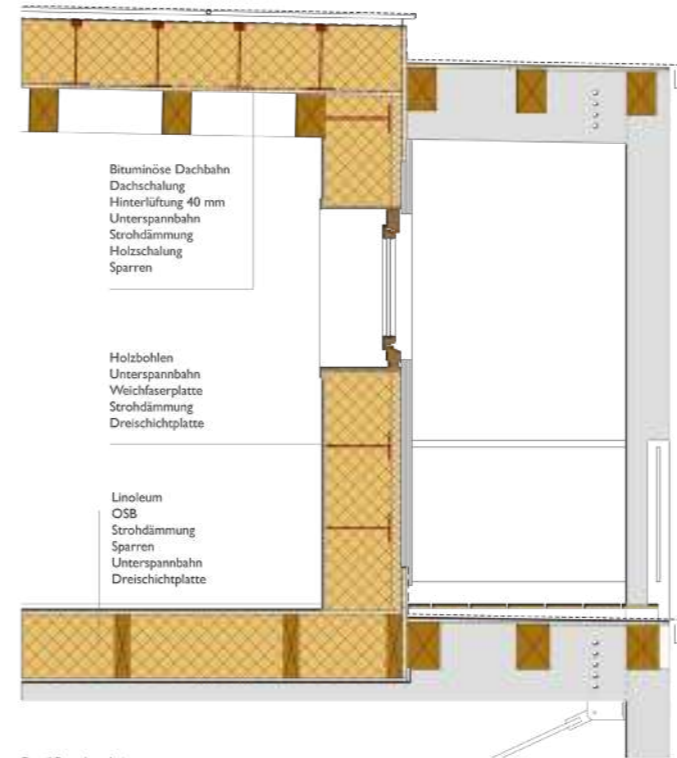 Bituminöse Dachbahn
Dachschalung
Hinterlüftung 40 mm
Unterspannbahn
Strohdämmung
Holzschalung
Sparren
Holzbohlen
Unterspannbahn
Weichfaserplatte
Strohdämmung
Dreischichtplatte
Linoleum
OSB
Strohdämmung
Sparren
Unterspannbahn
Dreischichtplatte